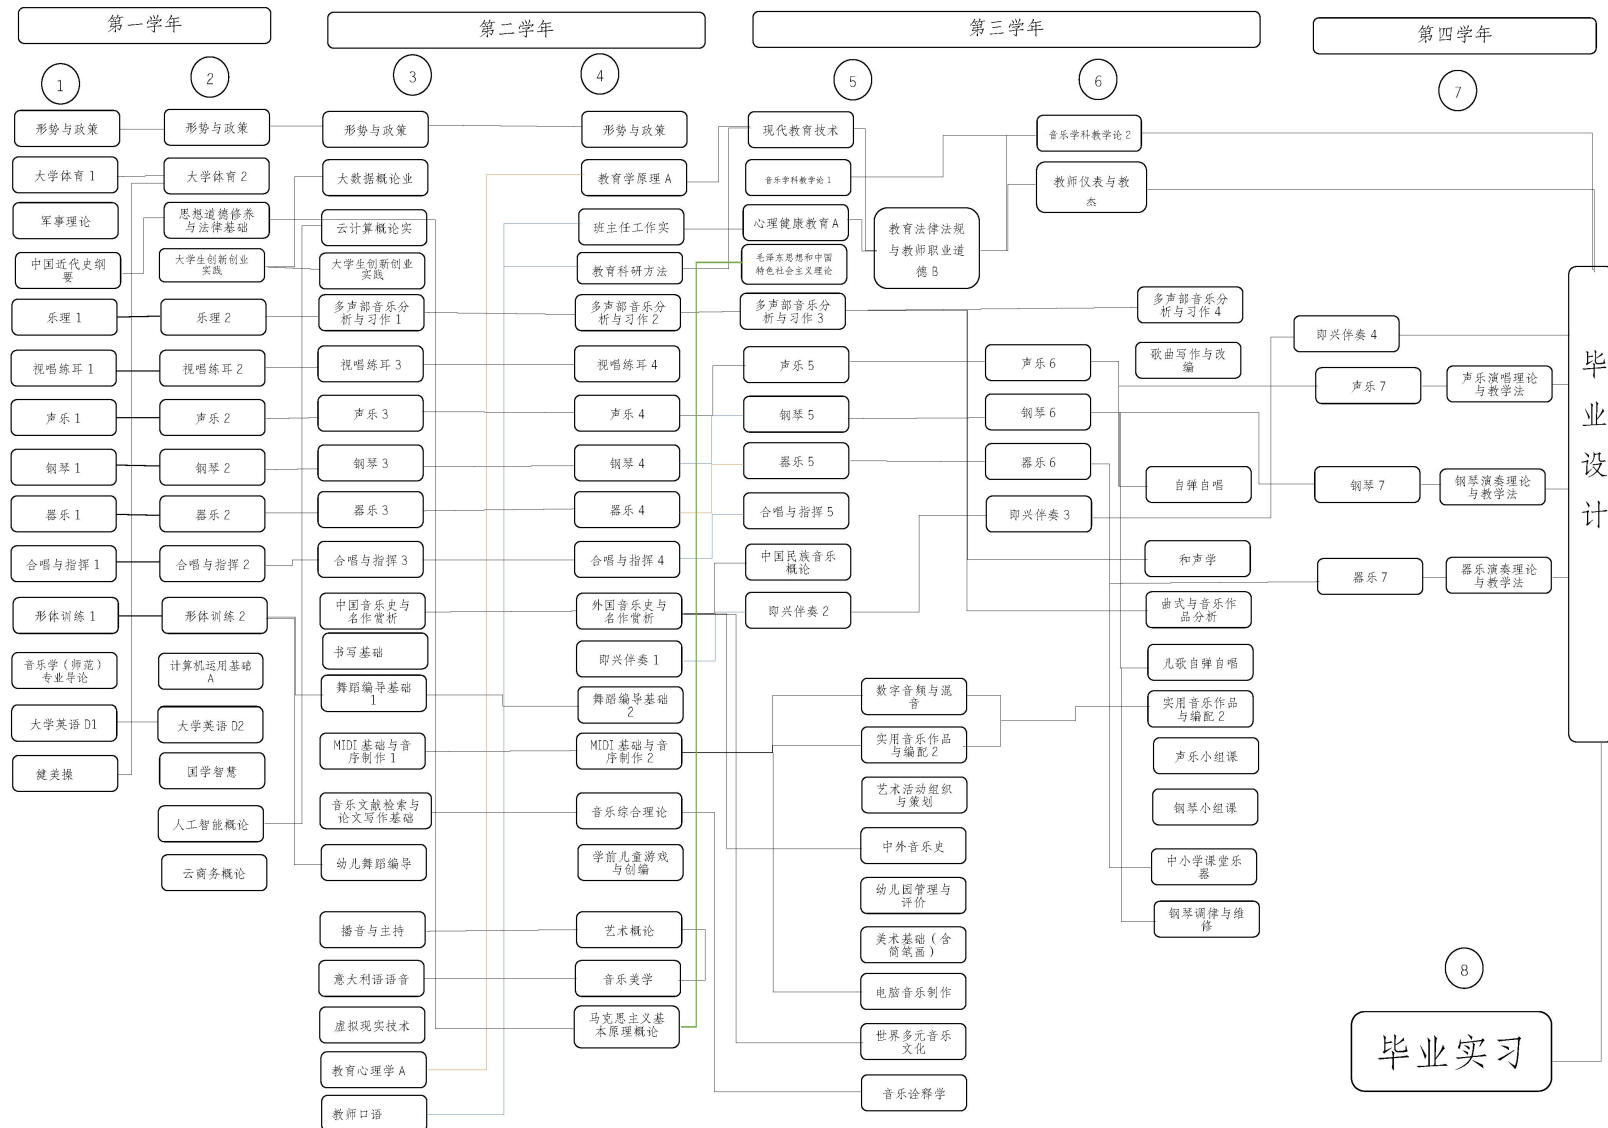 第一学年
第二学年
第三学年
第四学年
1
2
3
4
5
6
7
形势与政策
大学体育 1
军事理论
中国近代史纲
要
乐理 1
视唱练耳 1
声乐 1
钢琴 1
器乐 1
合唱与指挥 1
形体训练 1
音乐学（师范）
专业导论
大学英语 D1
健美操
形势与政策
大学体育 2
思想道德修养
与法律基础
大学生创新创业
实践
乐理 2
视唱练耳 2
声乐 2
钢琴 2
器乐 2
合唱与指挥 2
形体训练 2
计算机运用基础
A
大学英语 D2
国学智慧
人工智能概论
云商务概论
形势与政策
大数据概论业
云计算概论实
大学生创新创业
实践
多声部音乐分
析与习作 1
视唱练耳 3
声乐 3
钢琴 3
器乐 3
合唱与指挥 3
中国音乐史与
名作赏析
书写基础
舞蹈编导基础
1
MIDI 基础与音
序制作 1
音乐文献检索与
论文写作基础
幼儿舞蹈编导
播音与主持
意大利语语音
虚拟现实技术
教育心理学 A
教师口语
形势与政策
教育学原理 A
班主任工作实
教育科研方法
多声部音乐分
析与习作 2
视唱练耳 4
声乐 4
钢琴 4
器乐 4
合唱与指挥 4
外国音乐史与
名作赏析
即兴伴奏 1
舞蹈编导基础
2
MIDI 基础与音
序制作 2
音乐综合理论
学前儿童游戏
与创编
艺术概论
音乐美学
马克思主义基
本原理概论
现代教育技术
音乐学科教学论 1
心理健康教育 A
毛泽东思想和中国
特色社会主义理论
多声部音乐分
析与习作 3
声乐 5
钢琴 5
器乐 5
合唱与指挥 5
中国民族音乐
概论
即兴伴奏 2
教育法律法规
与教师职业道
德 B
数字音频与混
音
实用音乐作品
与编配 2
艺术活动组织
与策划
中外音乐史
幼儿园管理与
评价
美术基础（含
简笔画）
电脑音乐制作
世界多元音乐
文化
音乐诠释学
音乐学科教学论 2
教师仪表与教
态
声乐 6
钢琴 6
器乐 6
即兴伴奏 3
多声部音乐分
析与习作 4
歌曲写作与改
编
自弹自唱
和声学
曲式与音乐作
品分析
儿歌自弹自唱
实用音乐作品
与编配 2
声乐小组课
钢琴小组课
中小学课堂乐
器
钢琴调律与维
修
即兴伴奏 4
声乐 7
钢琴 7
器乐 7
声乐演唱理论
与教学法
钢琴演奏理论
与教学法
器乐演奏理论
与教学法
毕
业
设
计
8
毕业实习